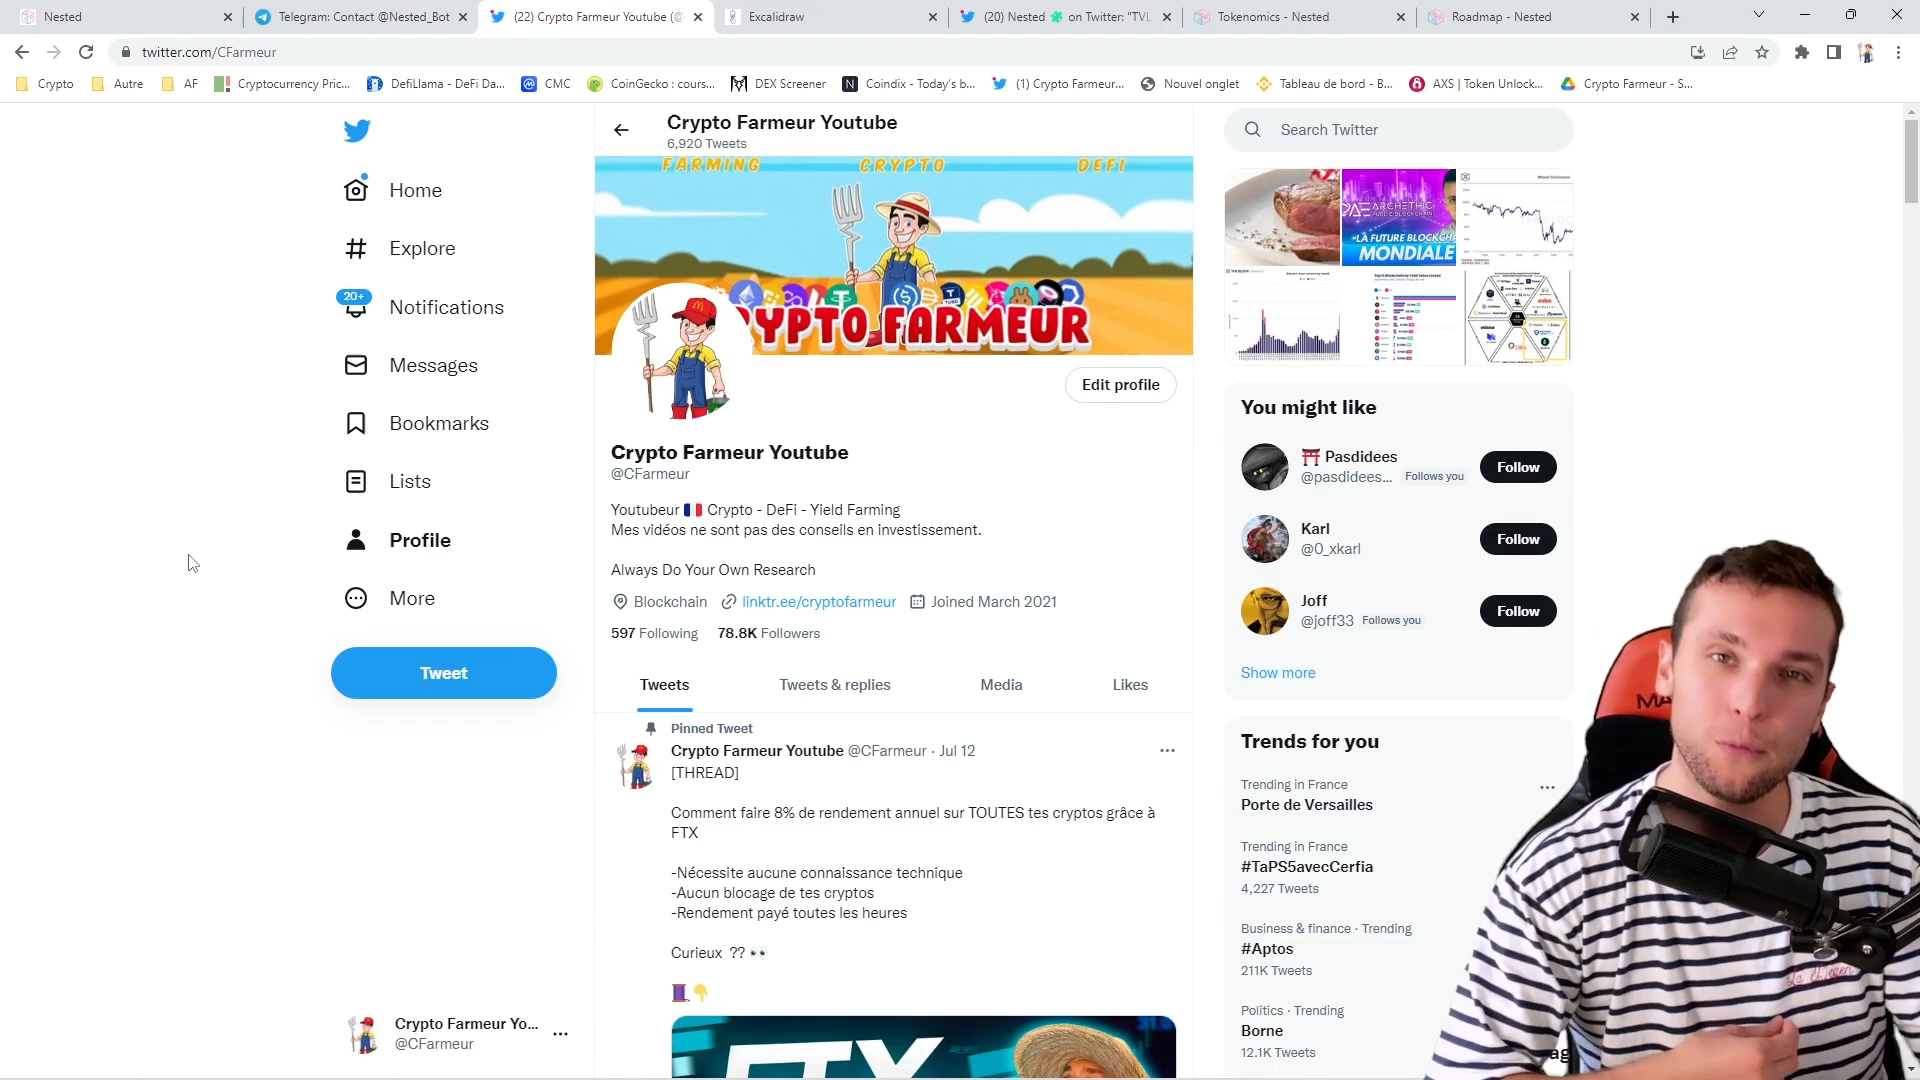 Nested
Telegram: Contact @Nested_Bot
(22) Crypto Farmeur Youtube (@
Excalidraw
(20) Nested 🧩 on Twitter: "TVL
Tokenomics - Nested
Roadmap - Nested
twitter.com/CFarmeur
Crypto
Autre
AF
Cryptocurrency Pric...
DefiLlama - DeFi Da...
CMC
CoinGecko : cours...
DEX Screener
Coindix - Today's b...
(1) Crypto Farmeur...
Nouvel onglet
Tableau de bord - B...
AXS | Token Unlock...
Crypto Farmeur - S...
Home
Explore
20+
Notifications
Messages
Bookmarks
Lists
Profile
More
Tweet
Crypto Farmeur Yo...
@CFarmeur
Crypto Farmeur Youtube
6,920 Tweets
FARMING CRYPTO DEFI
YPTO FARMEUR
Edit profile
Crypto Farmeur Youtube
@CFarmeur
Youtubeur 🇫🇷 Crypto - DeFi - Yield Farming
Mes vidéos ne sont pas des conseils en investissement.
Always Do Your Own Research
Blockchain linktr.ee/cryptofarmeur Joined March 2021
597 Following 78.8K Followers
Tweets
Tweets & replies
Media
Likes
Pinned Tweet
Crypto Farmeur Youtube @CFarmeur · Jul 12
[THREAD]
Comment faire 8% de rendement annuel sur TOUTES tes cryptos grâce à
FTX
-Nécessite aucune connaissance technique
-Aucun blocage de tes cryptos
-Rendement payé toutes les heures
Curieux ?? 👀
🧵👇
FTX
Search Twitter
ARCHETHIC
PUBLIC BLOCKCHAIN
LA FUTURE BLOCKCHA
MONDIALE
You might like
⛩️ Pasdidees
@pasdidees... Follows you
Follow
Karl
@0_xkarl
Follow
Joff
@joff33 Follows you
Follow
Show more
Trends for you
Trending in France
Porte de Versailles
Trending in France
#TaPS5avecCerfia
4,227 Tweets
Business & finance · Trending
#Aptos
211K Tweets
Politics · Trending
Borne
12.1K Tweets